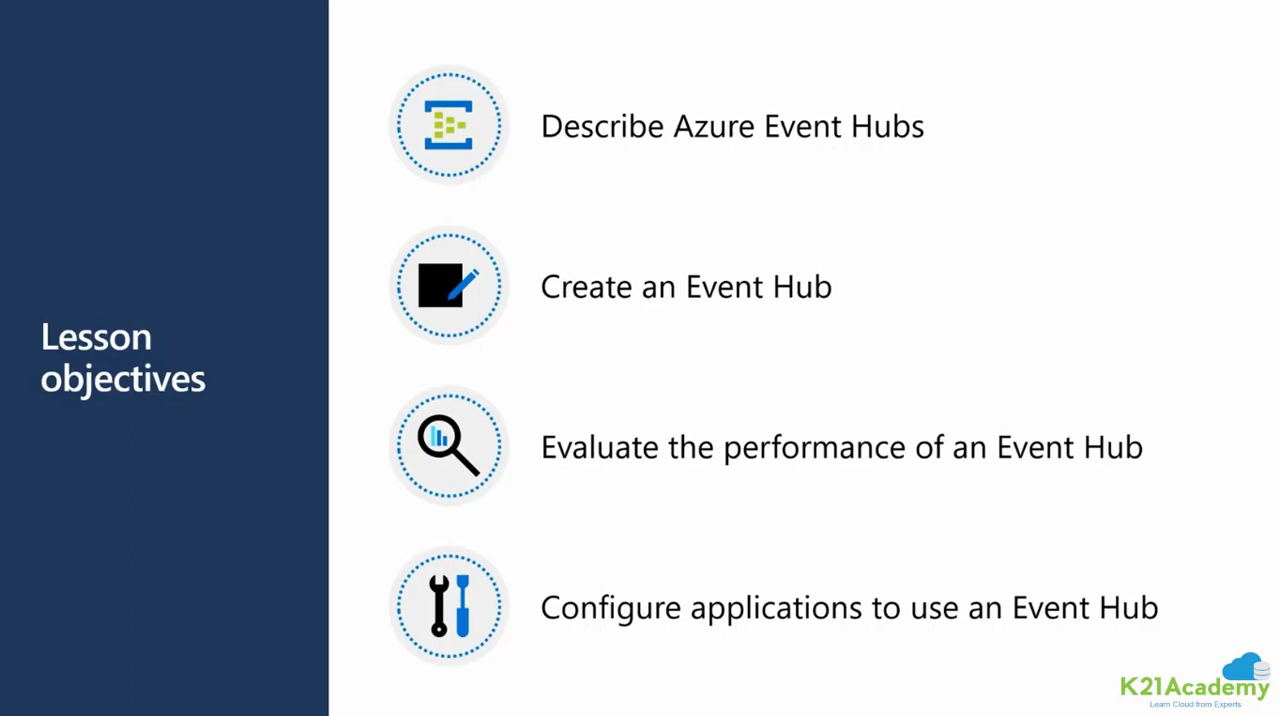 Lesson
objectives
Describe Azure Event Hubs
Create an Event Hub
Evaluate the performance of an Event Hub
Configure applications to use an Event Hub
K21Academy
Learn Cloud from Experts